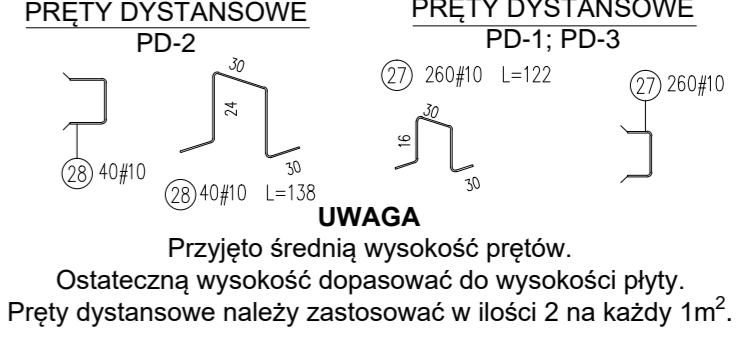 PRĘTY DYSTANSOWE
PD-2
30
24
30
28 40#10
28 40#10 L=138
PRĘTY DYSTANSOWE
PD-1; PD-3
27 260#10 L=122
30
16
30
27 260#10
UWAGA
Przyjęto średnią wysokość prętów.
Ostateczną wysokość dopasować do wysokości płyty.
Pręty dystansowe należy zastosować w ilości 2 na każdy 1m².